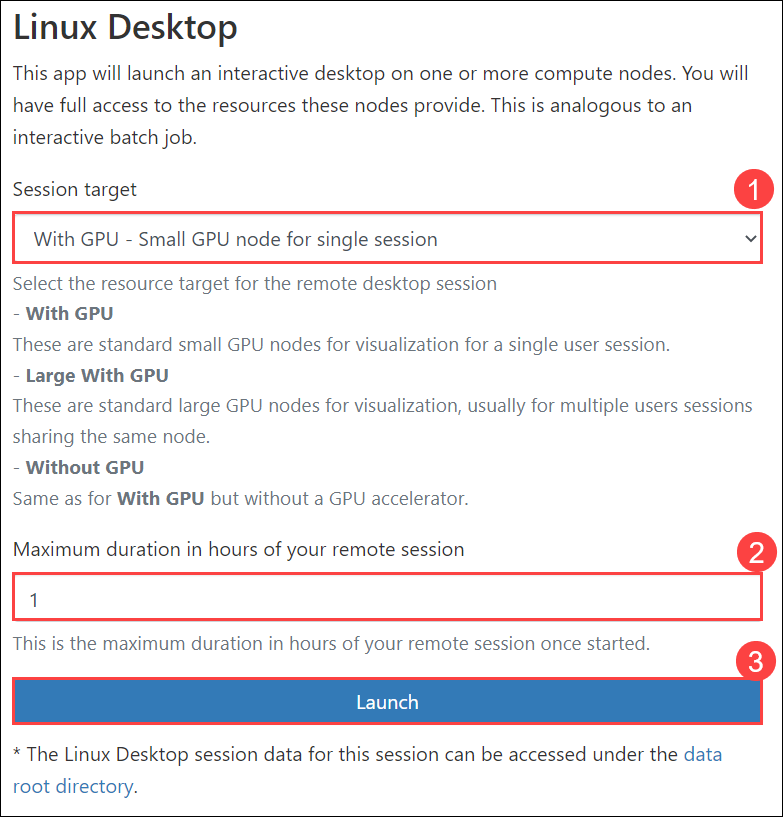 Linux Desktop
This app will launch an interactive desktop on one or more compute nodes. You will
have full access to the resources these nodes provide. This is analogous to an
interactive batch job.
Session target
1
With GPU - Small GPU node for single session
Select the resource target for the remote desktop session
- With GPU
These are standard small GPU nodes for visualization for a single user session.
- Large With GPU
These are standard large GPU nodes for visualization, usually for multiple users sessions
sharing the same node.
- Without GPU
Same as for With GPU but without a GPU accelerator.
Maximum duration in hours of your remote session
2
1
This is the maximum duration in hours of your remote session once started.
3
Launch
* The Linux Desktop session data for this session can be accessed under the data
root directory.